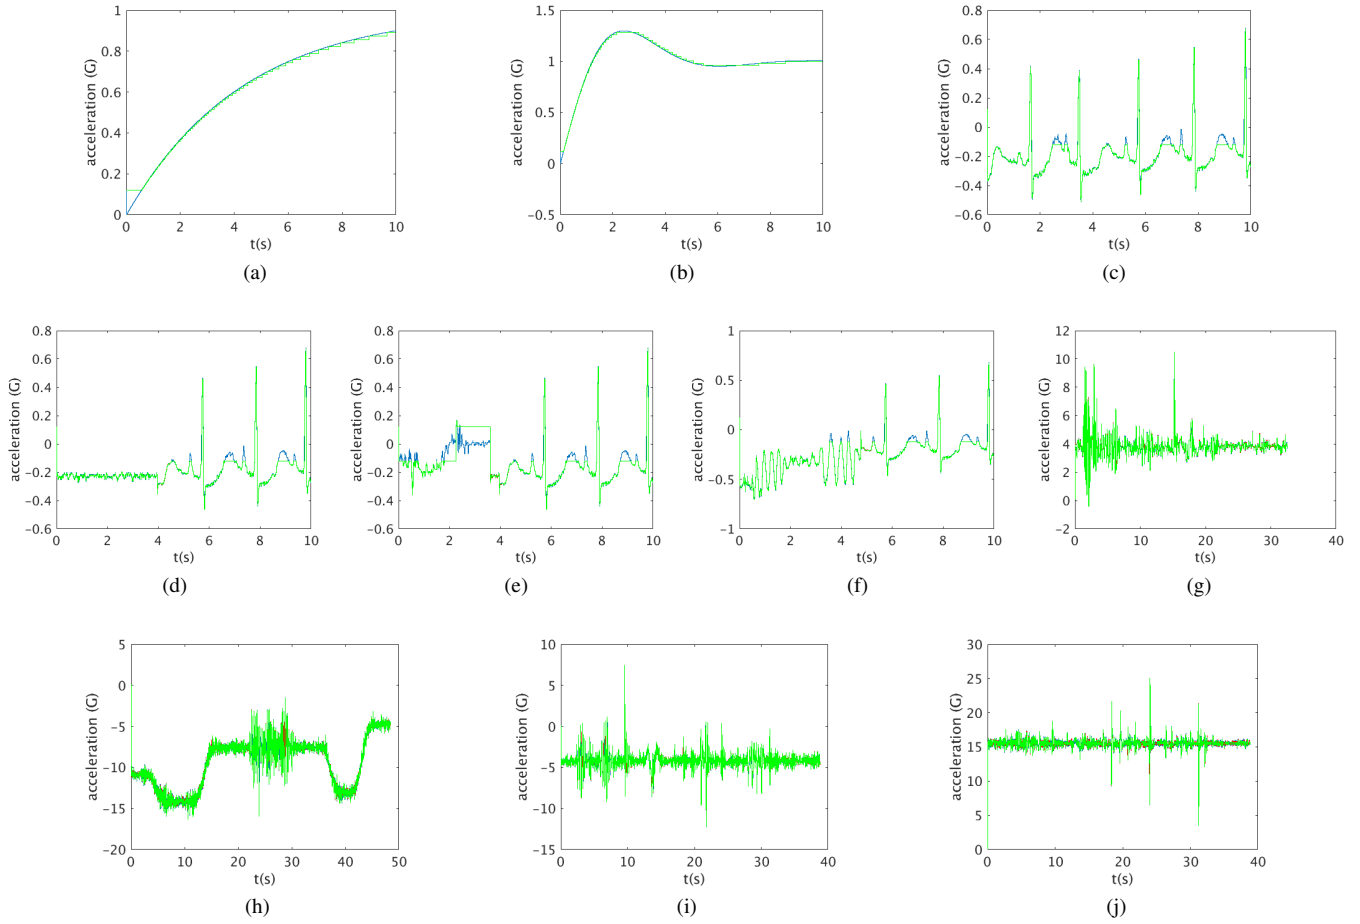 acceleration (G)
1
0.8
0.6
0.4
0.2
0
0 2 4 6 8 10
t(s)
(a)
acceleration (G)
1.5
1
0.5
0
−0.5
0 2 4 6 8 10
t(s)
(b)
acceleration (G)
0.8
0.6
0.4
0.2
0
−0.2
−0.4
−0.6
0 2 4 6 8 10
t(s)
(c)
acceleration (G)
0.8
0.6
0.4
0.2
0
−0.2
−0.4
−0.6
0 2 4 6 8 10
t(s)
(d)
acceleration (G)
0.8
0.6
0.4
0.2
0
−0.2
−0.4
−0.6
0 2 4 6 8 10
t(s)
(e)
acceleration (G)
1
0.5
0
−0.5
−1
0 2 4 6 8 10
t(s)
(f)
acceleration (G)
12
10
8
6
4
2
0
−2
0 10 20 30 40
t(s)
(g)
acceleration (G)
5
0
−5
−10
−15
−20
0 10 20 30 40 50
t(s)
(h)
acceleration (G)
10
5
0
−5
−10
−15
0 10 20 30 40
t(s)
(i)
acceleration (G)
30
25
20
15
10
5
0
0 10 20 30 40
t(s)
(j)